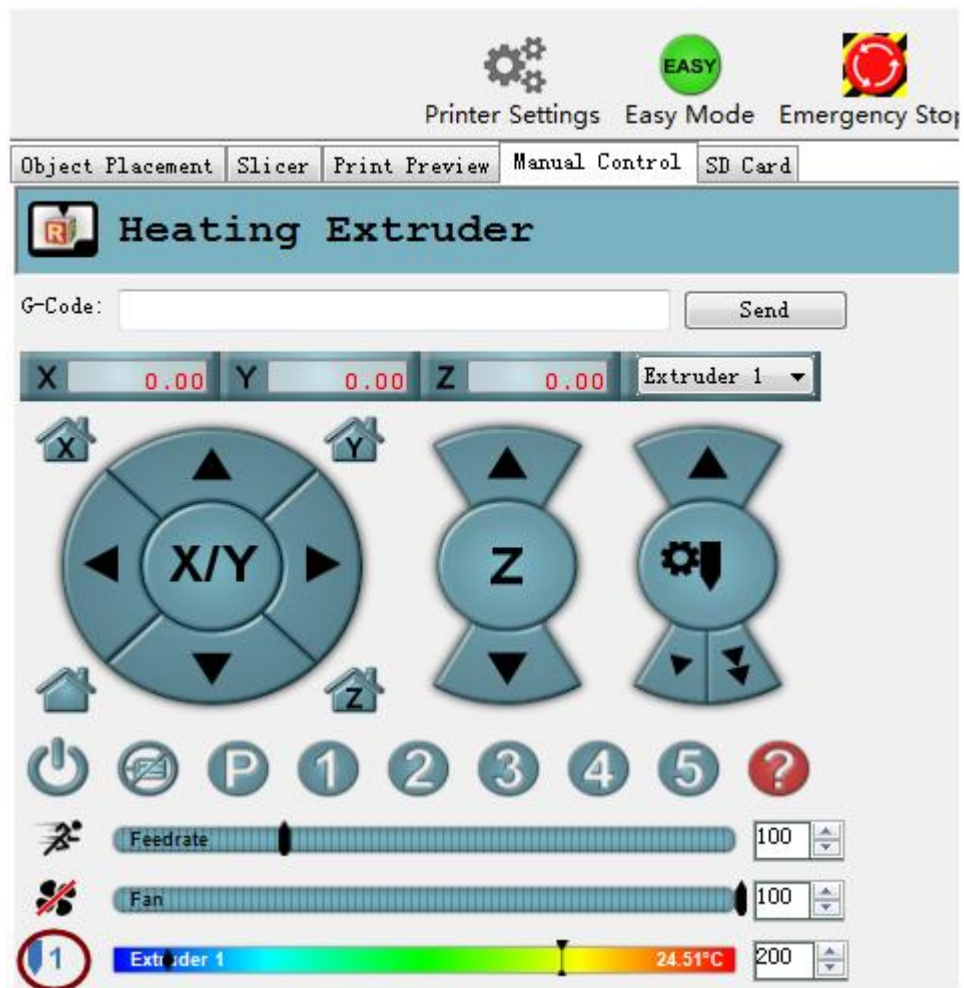 EASY
Printer Settings Easy Mode Emergency Stop
Object Placement Slicer Print Preview Manual Control SD Card
R Heating Extruder
G-Code: Send
X 0.00 Y 0.00 Z 0.00 Extruder 1
X Y
X/Y Z
Z
P 1 2 3 4 5 ?
Feedrate 100
Fan 100
1 Extruder 1 24.51°C 200